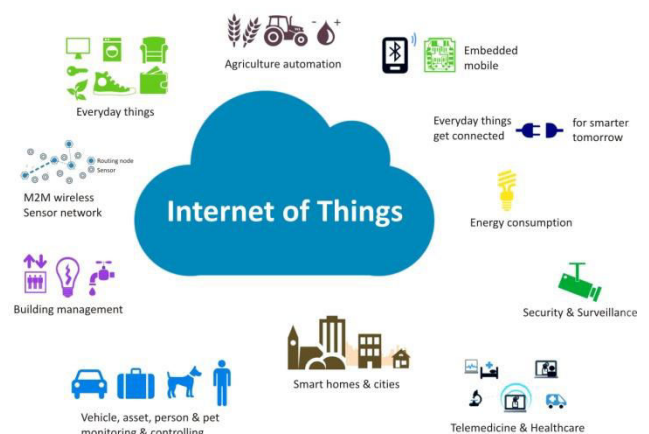 Agriculture automation
Embedded
mobile
Everyday things
Everyday things
get connected
for smarter
tomorrow
Routing node
Sensor
M2M wireless
Sensor network
Internet of Things
Energy consumption
Building management
Security & Surveillance
Smart homes & cities
Vehicle, asset, person & pet
monitoring & controlling
Telemedicine & Healthcare